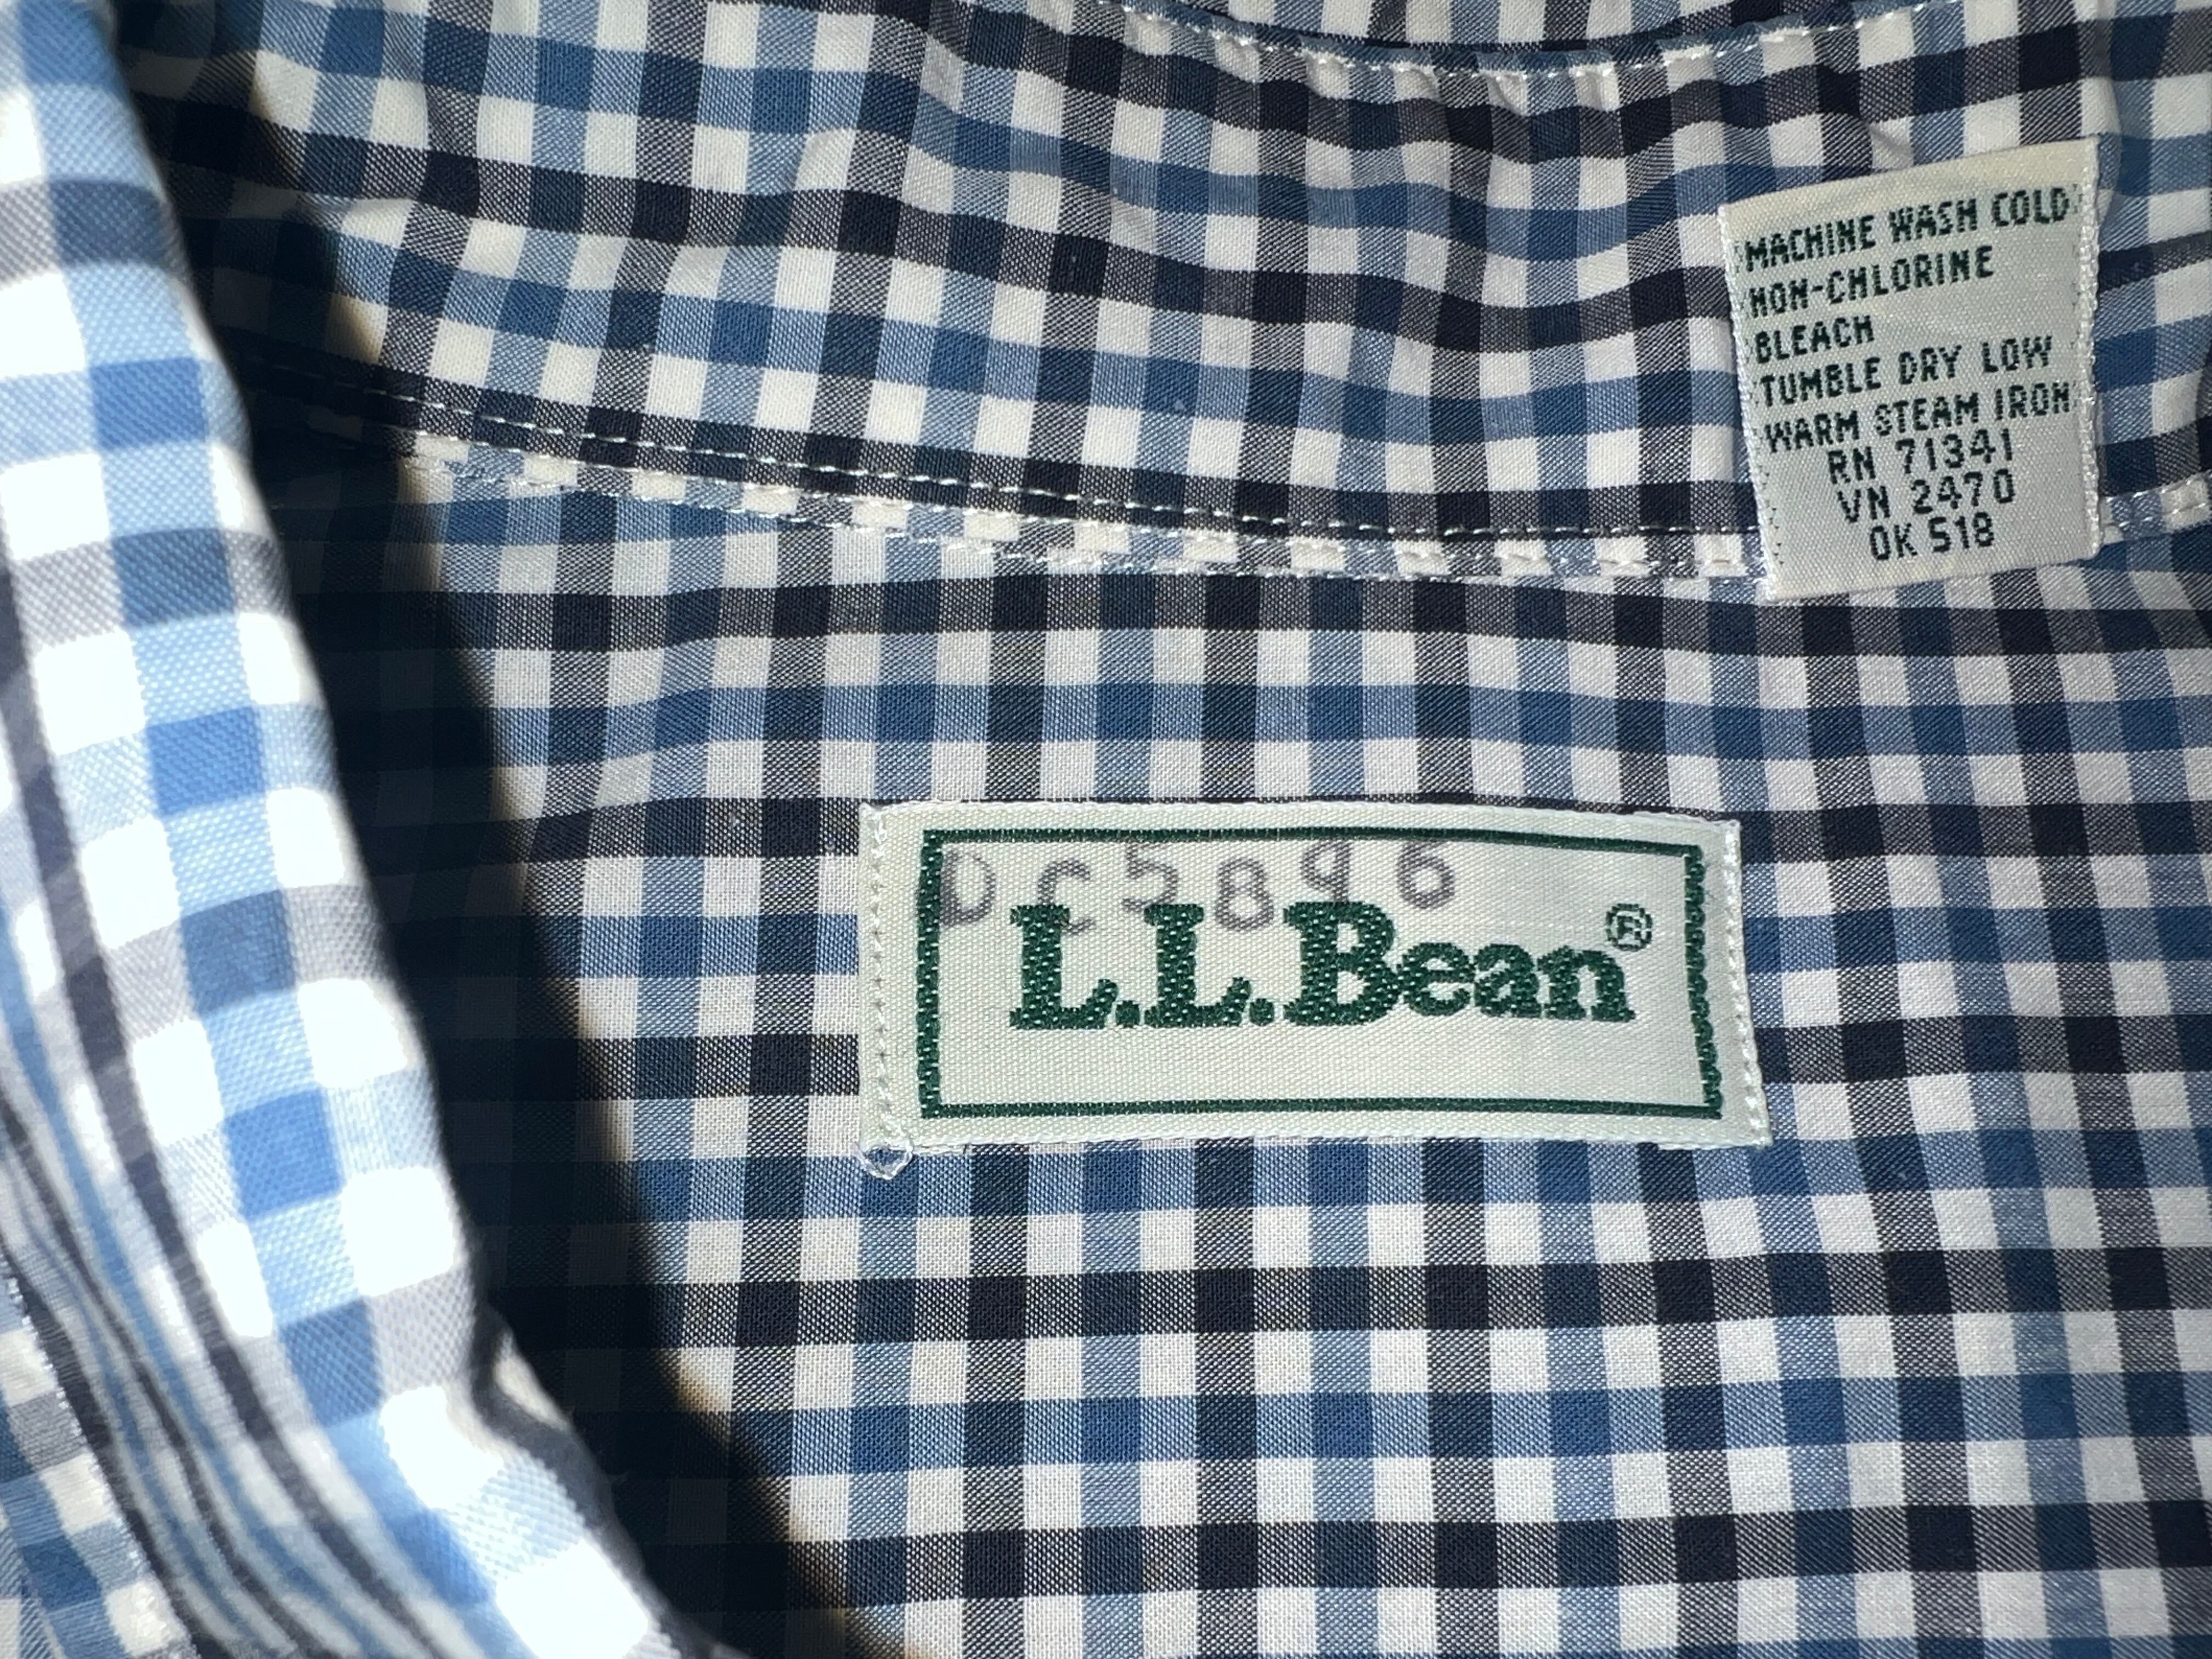 MACHINE WASH COLD
NON-CHLORINE
BLEACH
TUMBLE DRY LOW
WARM STEAM IRON
RN 71341
VN 2470
OK 518
DC5896
L.L.Bean®